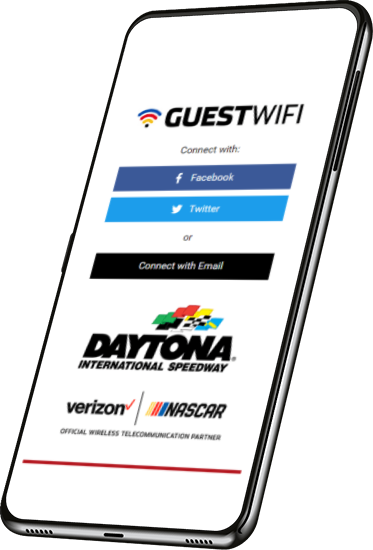 GUESTWIFI
Connect with:
Facebook
Twitter
or
Connect with Email
DAYTONA®
INTERNATIONAL SPEEDWAY
verizon✓ | NASCAR
OFFICIAL WIRELESS TELECOMMUNICATION PARTNER